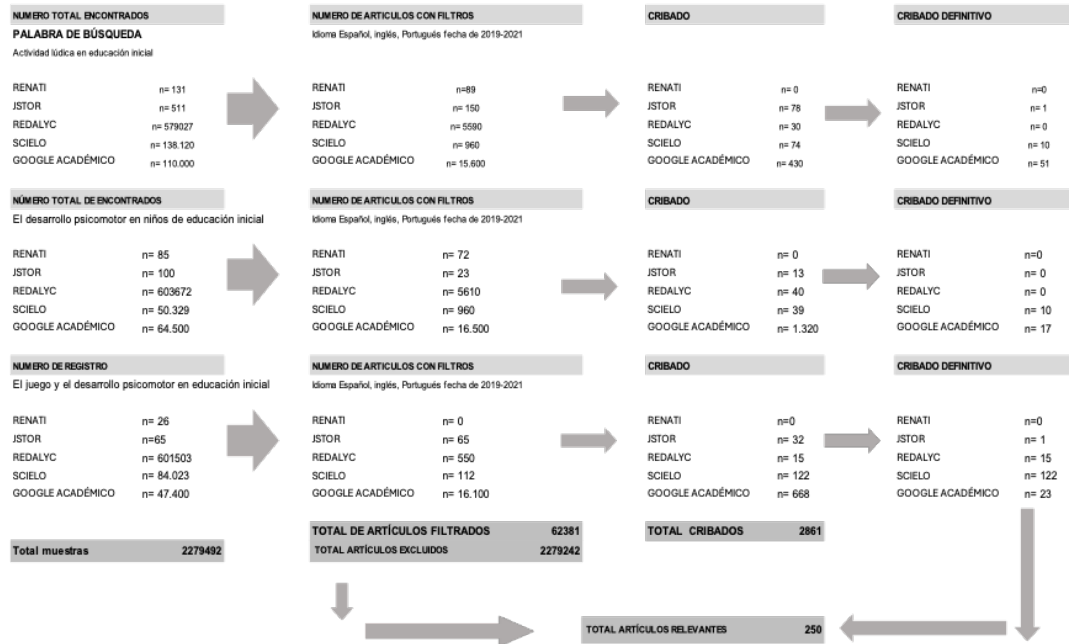 NUMERO TOTAL ENCONTRADOS
PALABRA DE BÚSQUEDA
Actividad lúdica en educación inicial
RENATI n= 131
JSTOR n= 511
REDALYC n= 579027
SCIELO n= 138.120
GOOGLE ACADÉMICO n= 110.000
NUMERO DE ARTICULOS CON FILTROS
Idioma Español, inglés, Portugués fecha de 2019-2021
RENATI n=89
JSTOR n= 150
REDALYC n= 5590
SCIELO n= 960
GOOGLE ACADÉMICO n= 15.600
CRIBADO
RENATI n= 0
JSTOR n= 78
REDALYC n= 30
SCIELO n= 74
GOOGLE ACADÉMICO n= 430
CRIBADO DEFINITIVO
RENATI n=0
JSTOR n= 1
REDALYC n= 0
SCIELO n= 10
GOOGLE ACADÉMICO n= 51
NÚMERO TOTAL DE ENCONTRADOS
El desarrollo psicomotor en niños de educación inicial
RENATI n= 85
JSTOR n= 100
REDALYC n= 603672
SCIELO n= 50.329
GOOGLE ACADÉMICO n= 64.500
NUMERO DE ARTICULOS CON FILTROS
Idioma Español, inglés, Portugués fecha de 2019-2021
RENATI n= 72
JSTOR n= 23
REDALYC n= 5610
SCIELO n= 960
GOOGLE ACADÉMICO n= 16.500
CRIBADO
RENATI n= 0
JSTOR n= 13
REDALYC n= 40
SCIELO n= 39
GOOGLE ACADÉMICO n= 1.320
CRIBADO DEFINITIVO
RENATI n=0
JSTOR n= 0
REDALYC n= 0
SCIELO n= 10
GOOGLE ACADÉMICO n= 17
NUMERO DE REGISTRO
El juego y el desarrollo psicomotor en educación inicial
RENATI n= 26
JSTOR n=65
REDALYC n= 601503
SCIELO n= 84.023
GOOGLE ACADÉMICO n= 47.400
NUMERO DE ARTICULOS CON FILTROS
Idioma Español, inglés, Portugués fecha de 2019-2021
RENATI n= 0
JSTOR n= 65
REDALYC n= 550
SCIELO n= 112
GOOGLE ACADÉMICO n= 16.100
CRIBADO
RENATI n=0
JSTOR n= 32
REDALYC n= 15
SCIELO n= 122
GOOGLE ACADÉMICO n= 668
CRIBADO DEFINITIVO
RENATI n=0
JSTOR n= 1
REDALYC n= 15
SCIELO n= 122
GOOGLE ACADÉMICO n= 23
Total muestras 2279492
TOTAL DE ARTÍCULOS FILTRADOS 62381
TOTAL ARTÍCULOS EXCLUIDOS 2279242
TOTAL CRIBADOS 2861
TOTAL ARTÍCULOS RELEVANTES 250